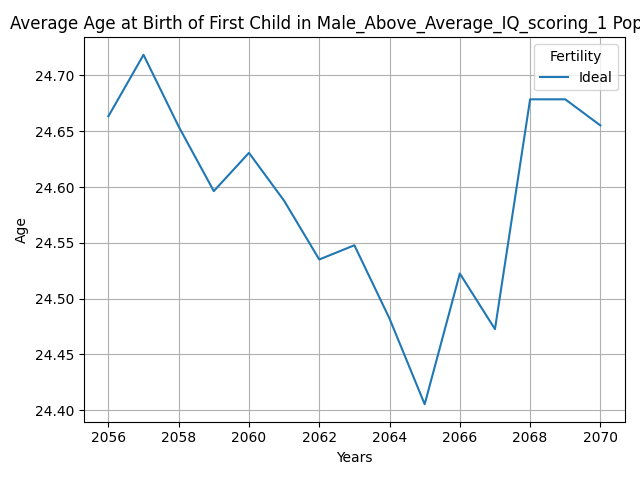 Average Age at Birth of First Child in Male_Above_Average_IQ_scoring_1 Pop
Fertility
Ideal
24.70
24.65
24.60
24.55
24.50
24.45
24.40
Age
2056 2058 2060 2062 2064 2066 2068 2070
Years